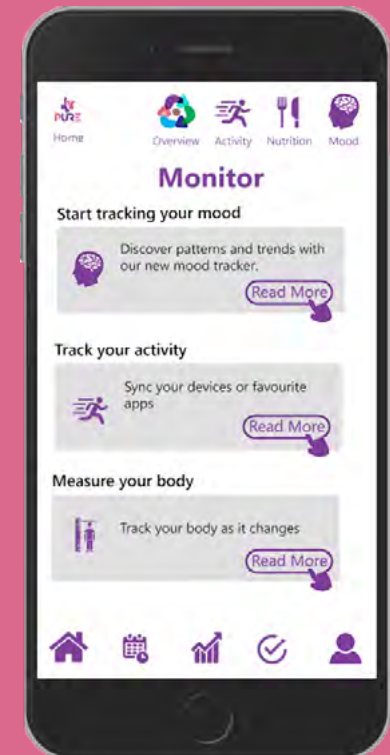 PURE
Home
Overview
Activity
Nutrition
Mood
Monitor
Start tracking your mood
Discover patterns and trends with
our new mood tracker.
Read More
Track your activity
Sync your devices or favourite
apps
Read More
Measure your body
Track your body as it changes
Read More